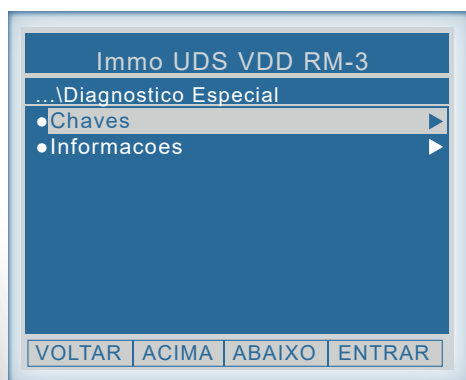 Immo UDS VDD RM-3
...\Diagnostico Especial
●Chaves
●Informacoes
VOLTAR ACIMA ABAIXO ENTRAR